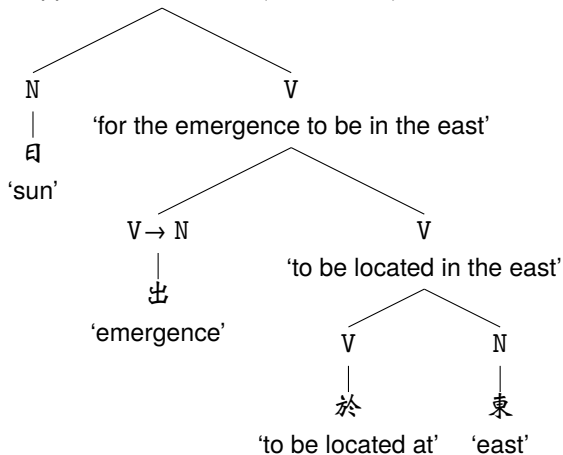 N V
'for the emergence to be in the east'
日
'sun'
V→ N V
'to be located in the east'
出
'emergence'
V N
於 東
'to be located at' 'east'